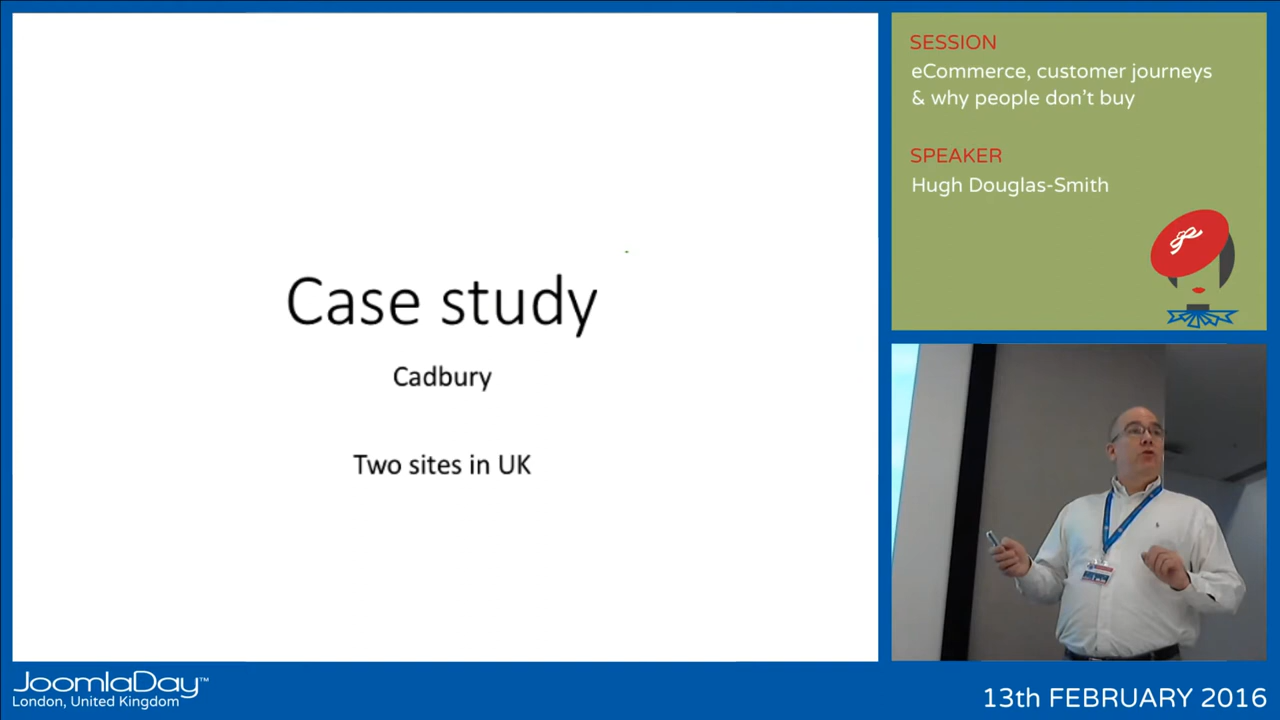 Case study
Cadbury
Two sites in UK
SESSION
eCommerce, customer journeys
& why people don't buy
SPEAKER
Hugh Douglas-Smith
JoomlaDay™
London, United Kingdom
13th FEBRUARY 2016